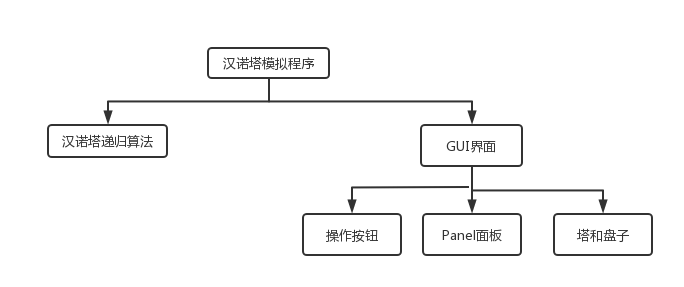 汉诺塔模拟程序
汉诺塔递归算法
GUI界面
操作按钮
Panel面板
塔和盘子